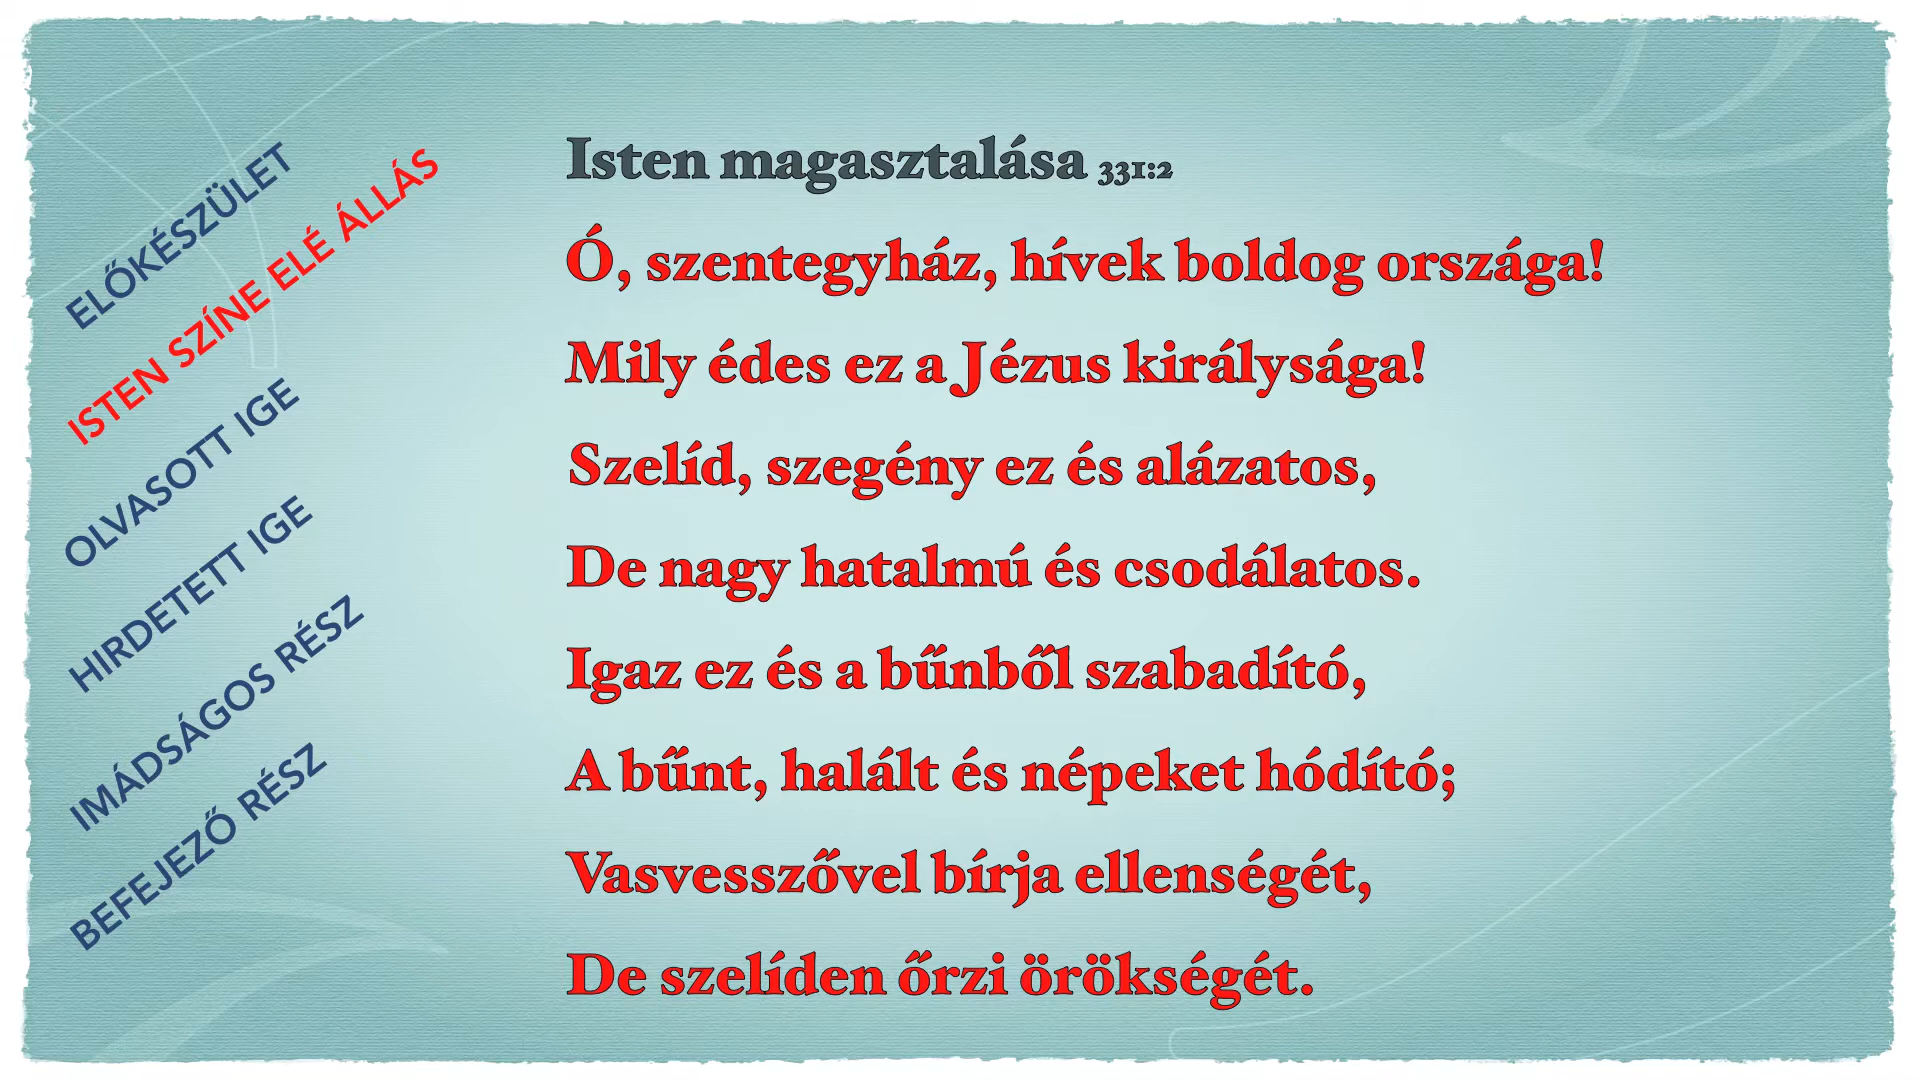 ELŐKÉSZÜLET
ISTEN SZÍNE ELÉ ÁLLÁS
OLVASOTT IGE
HIRDETETT IGE
IMÁDSÁGOS RÉSZ
BEFEJEZŐ RÉSZ
Isten magasztalása 331:2
Ó, szentegyház, hívek boldog országa!
Mily édes ez a Jézus királysága!
Szelíd, szegény ez és alázatos,
De nagy hatalmú és csodálatos.
Igaz ez és a bűnből szabadító,
A bűnt, halált és népeket hódító;
Vasvesszővel bírja ellenségét,
De szelíden őrzi örökségét.